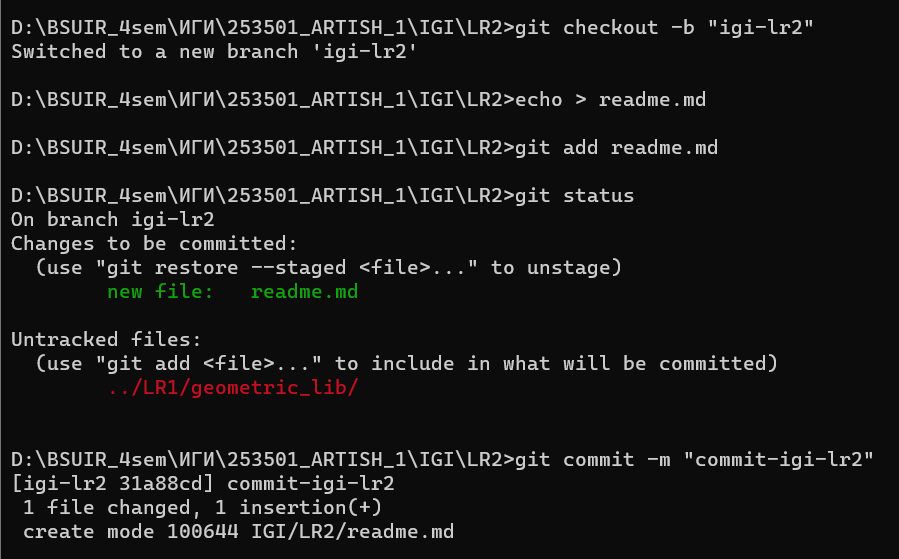 D:\BSUIR_4sem\ИГИ\253501_ARTISH_1\IGI\LR2>git checkout -b "igi-lr2"
Switched to a new branch 'igi-lr2'
D:\BSUIR_4sem\ИГИ\253501_ARTISH_1\IGI\LR2>echo > readme.md
D:\BSUIR_4sem\ИГИ\253501_ARTISH_1\IGI\LR2>git add readme.md
D:\BSUIR_4sem\ИГИ\253501_ARTISH_1\IGI\LR2>git status
On branch igi-lr2
Changes to be committed:
  (use "git restore --staged <file>..." to unstage)
        new file:   readme.md
Untracked files:
  (use "git add <file>..." to include in what will be committed)
        ../LR1/geometric_lib/
D:\BSUIR_4sem\ИГИ\253501_ARTISH_1\IGI\LR2>git commit -m "commit-igi-lr2"
[igi-lr2 31a88cd] commit-igi-lr2
 1 file changed, 1 insertion(+)
 create mode 100644 IGI/LR2/readme.md